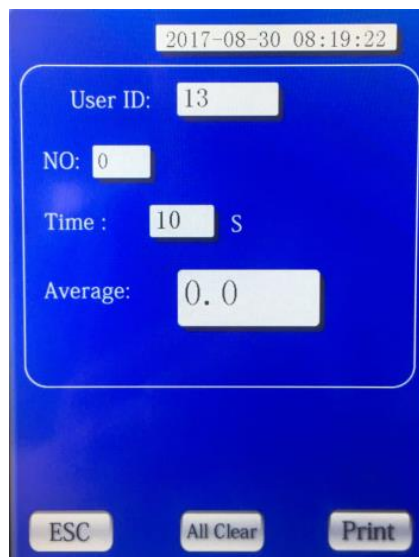 2017-08-30 08:19:22
User ID: 13
NO: 0
Time : 10 S
Average: 0.0
ESC All Clear Print